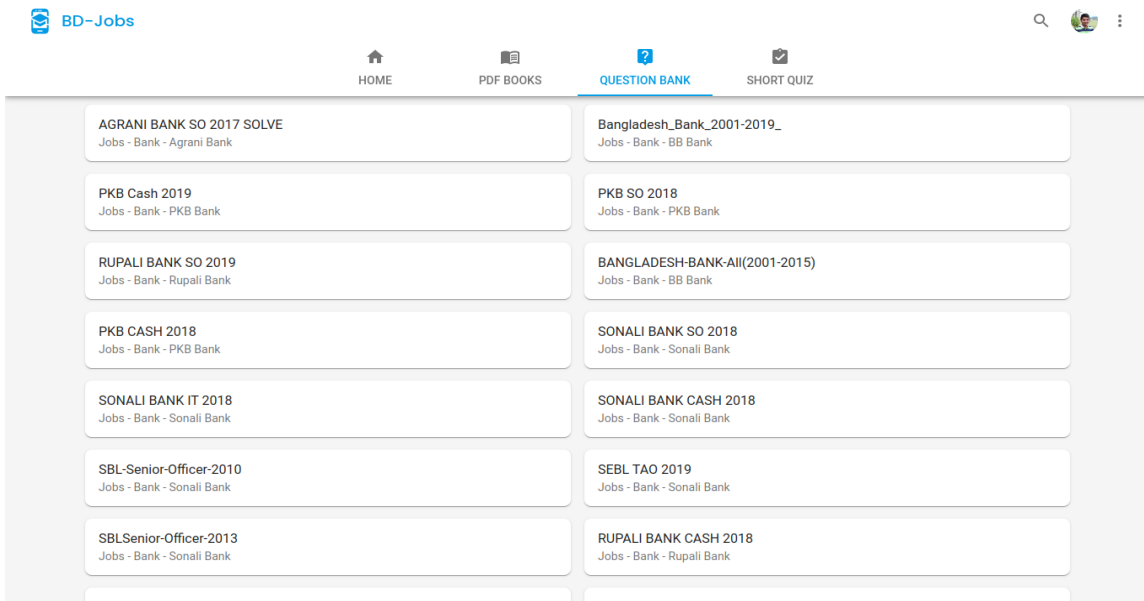 BD-Jobs
HOME
PDF BOOKS
QUESTION BANK
SHORT QUIZ
AGRANI BANK SO 2017 SOLVE
Jobs - Bank - Agrani Bank
Bangladesh_Bank_2001-2019_
Jobs - Bank - BB Bank
PKB Cash 2019
Jobs - Bank - PKB Bank
PKB SO 2018
Jobs - Bank - PKB Bank
RUPALI BANK SO 2019
Jobs - Bank - Rupali Bank
BANGLADESH-BANK-All(2001-2015)
Jobs - Bank - BB Bank
PKB CASH 2018
Jobs - Bank - PKB Bank
SONALI BANK SO 2018
Jobs - Bank - Sonali Bank
SONALI BANK IT 2018
Jobs - Bank - Sonali Bank
SONALI BANK CASH 2018
Jobs - Bank - Sonali Bank
SBL-Senior-Officer-2010
Jobs - Bank - Sonali Bank
SEBL TAO 2019
Jobs - Bank - Sonali Bank
SBLSenior-Officer-2013
Jobs - Bank - Sonali Bank
RUPALI BANK CASH 2018
Jobs - Bank - Rupali Bank